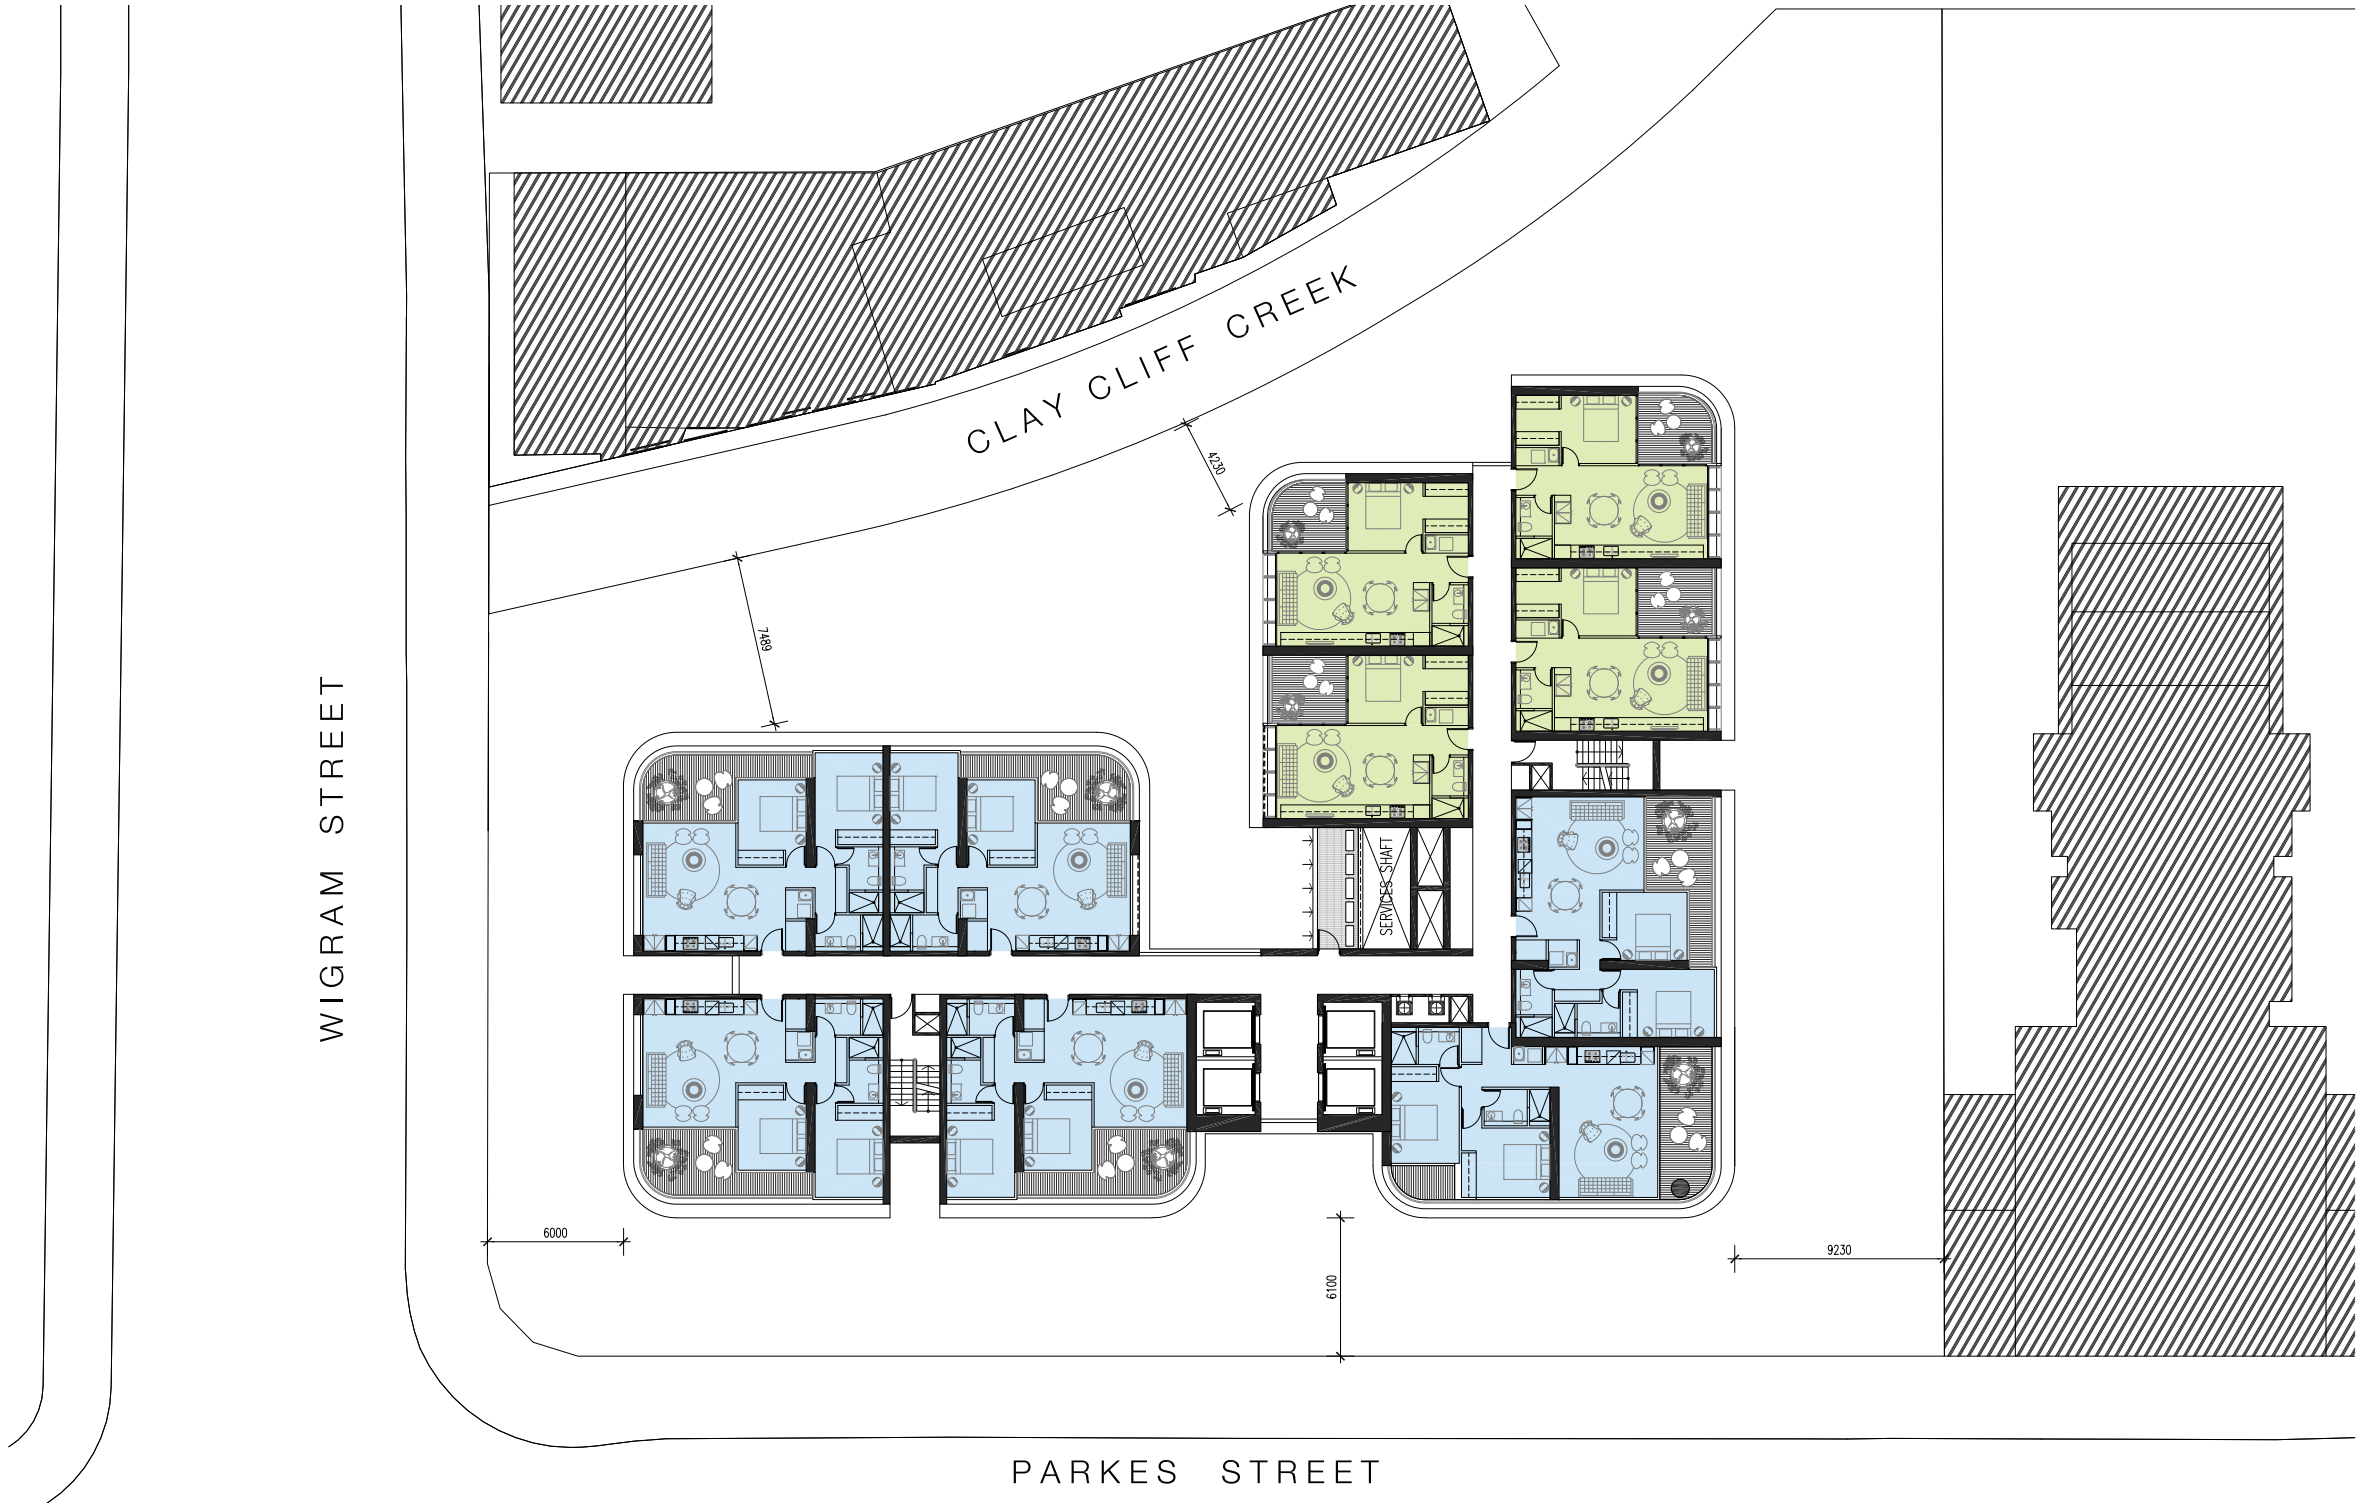 CLAY CLIFF CREEK
4230
7489
WIGRAM STREET
SERVICES SHAFT
6000
9230
6100
PARKES STREET